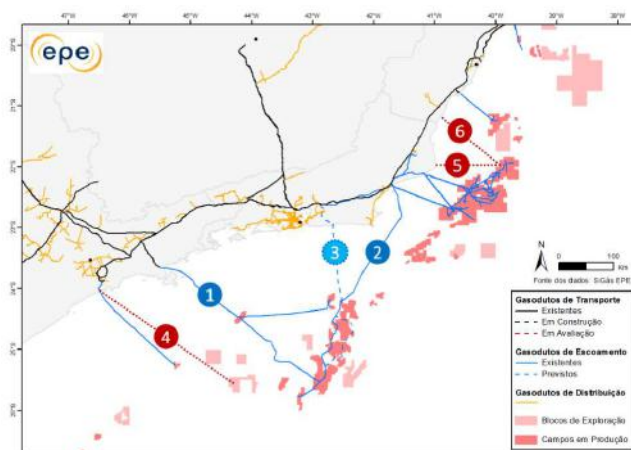 47°W 46°W 45°W 44°W 43°W 42°W 41°W 40°W 39°W
epe
20°S
21°S
22°S
23°S
24°S
25°S
26°S
6
5
3
2
1
4
N
0 100
km
Fonte dos dados: SIGás EPE
Gasodutos de Transporte
Existentes
Em Construção
Em Avaliação
Gasodutos de Escoamento
Existentes
Previstos
Gasodutos de Distribuição
Blocos de Exploração
Campos em Produção